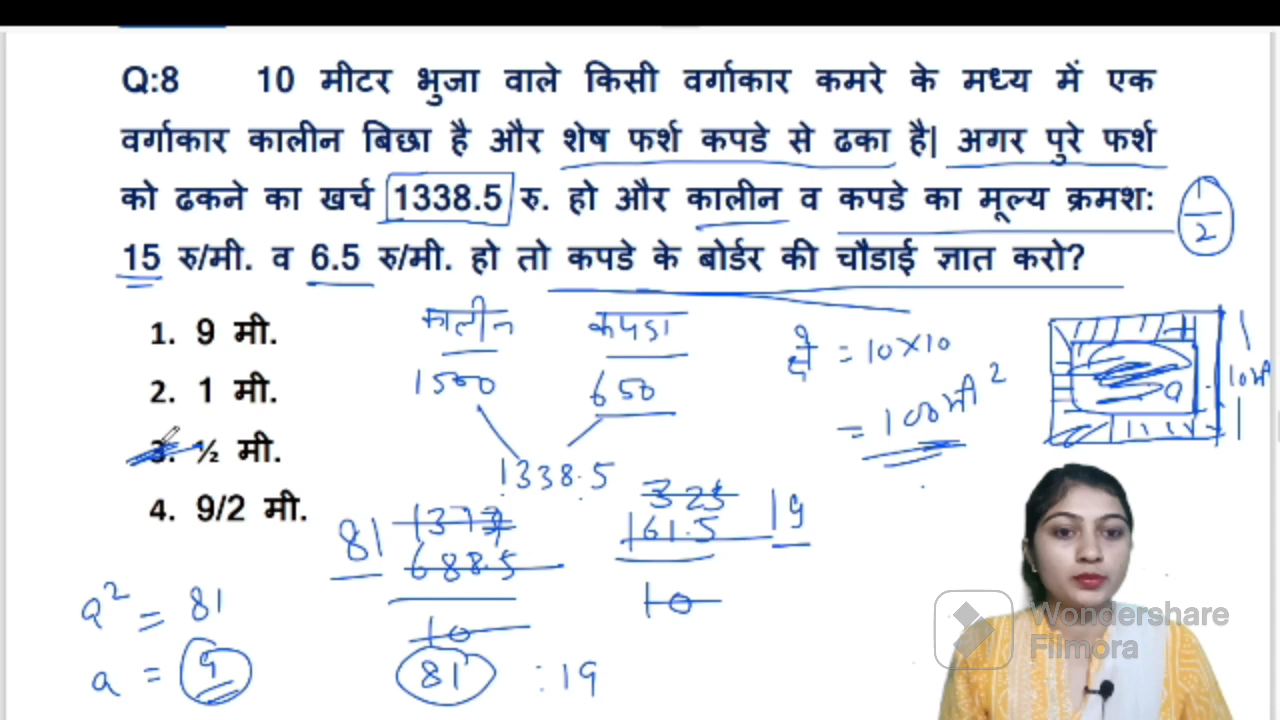 Q:8 10 मीटर भुजा वाले किसी वर्गाकार कमरे के मध्य में एक
वर्गाकार कालीन बिछा है और शेष फर्श कपडे से ढका है| अगर पुरे फर्श
को ढकने का खर्च 1338.5 रु. हो और कालीन व कपडे का मूल्य क्रमश:
15 रु/मी. व 6.5 रु/मी. हो तो कपडे के बोर्डर की चौडाई ज्ञात करो?
1/2
1. 9 मी.
2. 1 मी.
3. ½ मी.
4. 9/2 मी.
कालीन कपडा
1500 650
1338.5
81 688.5
161.5 19
10 10
81 : 19
a² = 81
a = 9
क्षे = 10×10
= 100मी²
a
10मी
Wondershare
Filmora